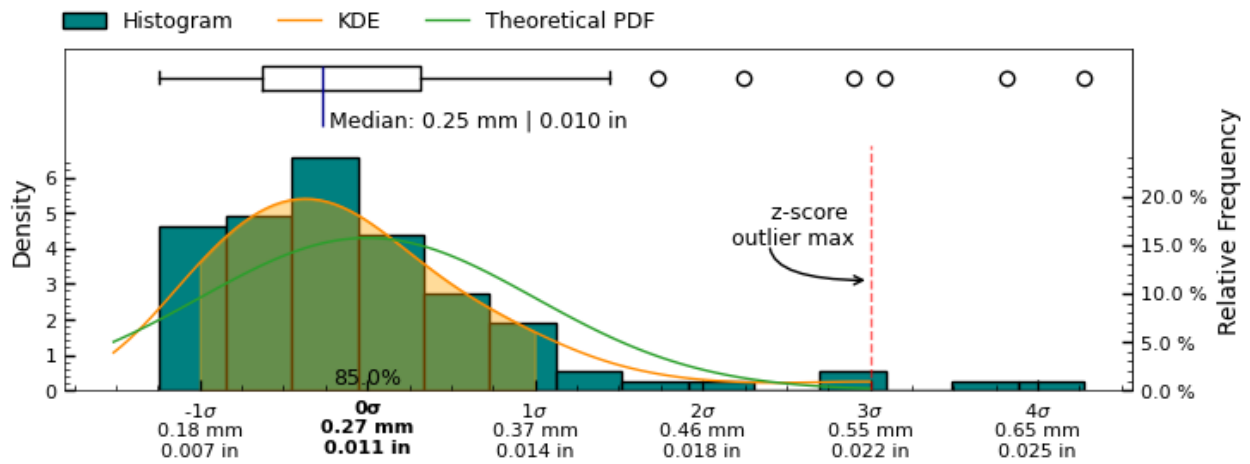 Histogram KDE Theoretical PDF
Median: 0.25 mm | 0.010 in
Density
Relative Frequency
6
5
4
3
2
1
0
20.0 %
15.0 %
10.0 %
5.0 %
0.0 %
z-score
outlier max
85.0%
-1σ 0σ 1σ 2σ 3σ 4σ
0.18 mm 0.27 mm 0.37 mm 0.46 mm 0.55 mm 0.65 mm
0.007 in 0.011 in 0.014 in 0.018 in 0.022 in 0.025 in